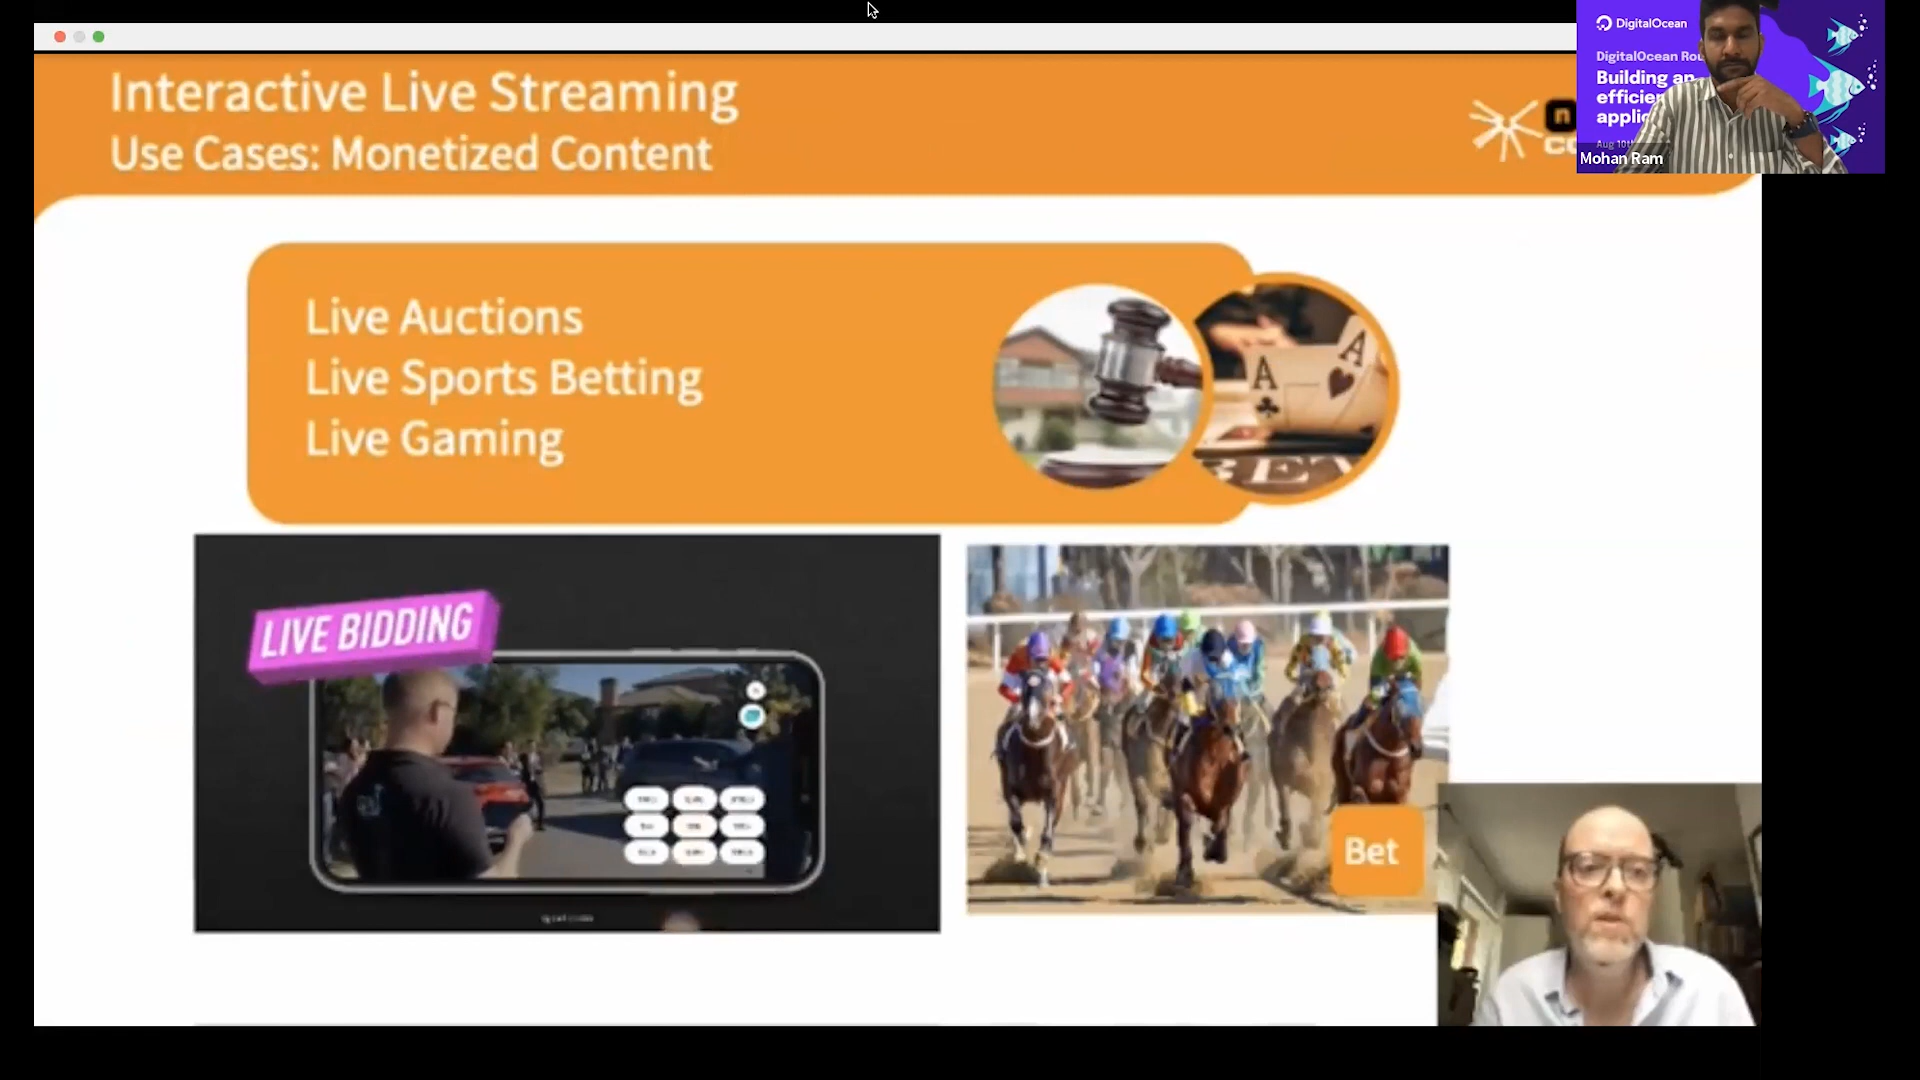 Interactive Live Streaming
Use Cases: Monetized Content
DigitalOcean
DigitalOcean
Building an
Mohan Ram
Live Auctions
Live Sports Betting
Live Gaming
A
A
LIVE BIDDING
Bet